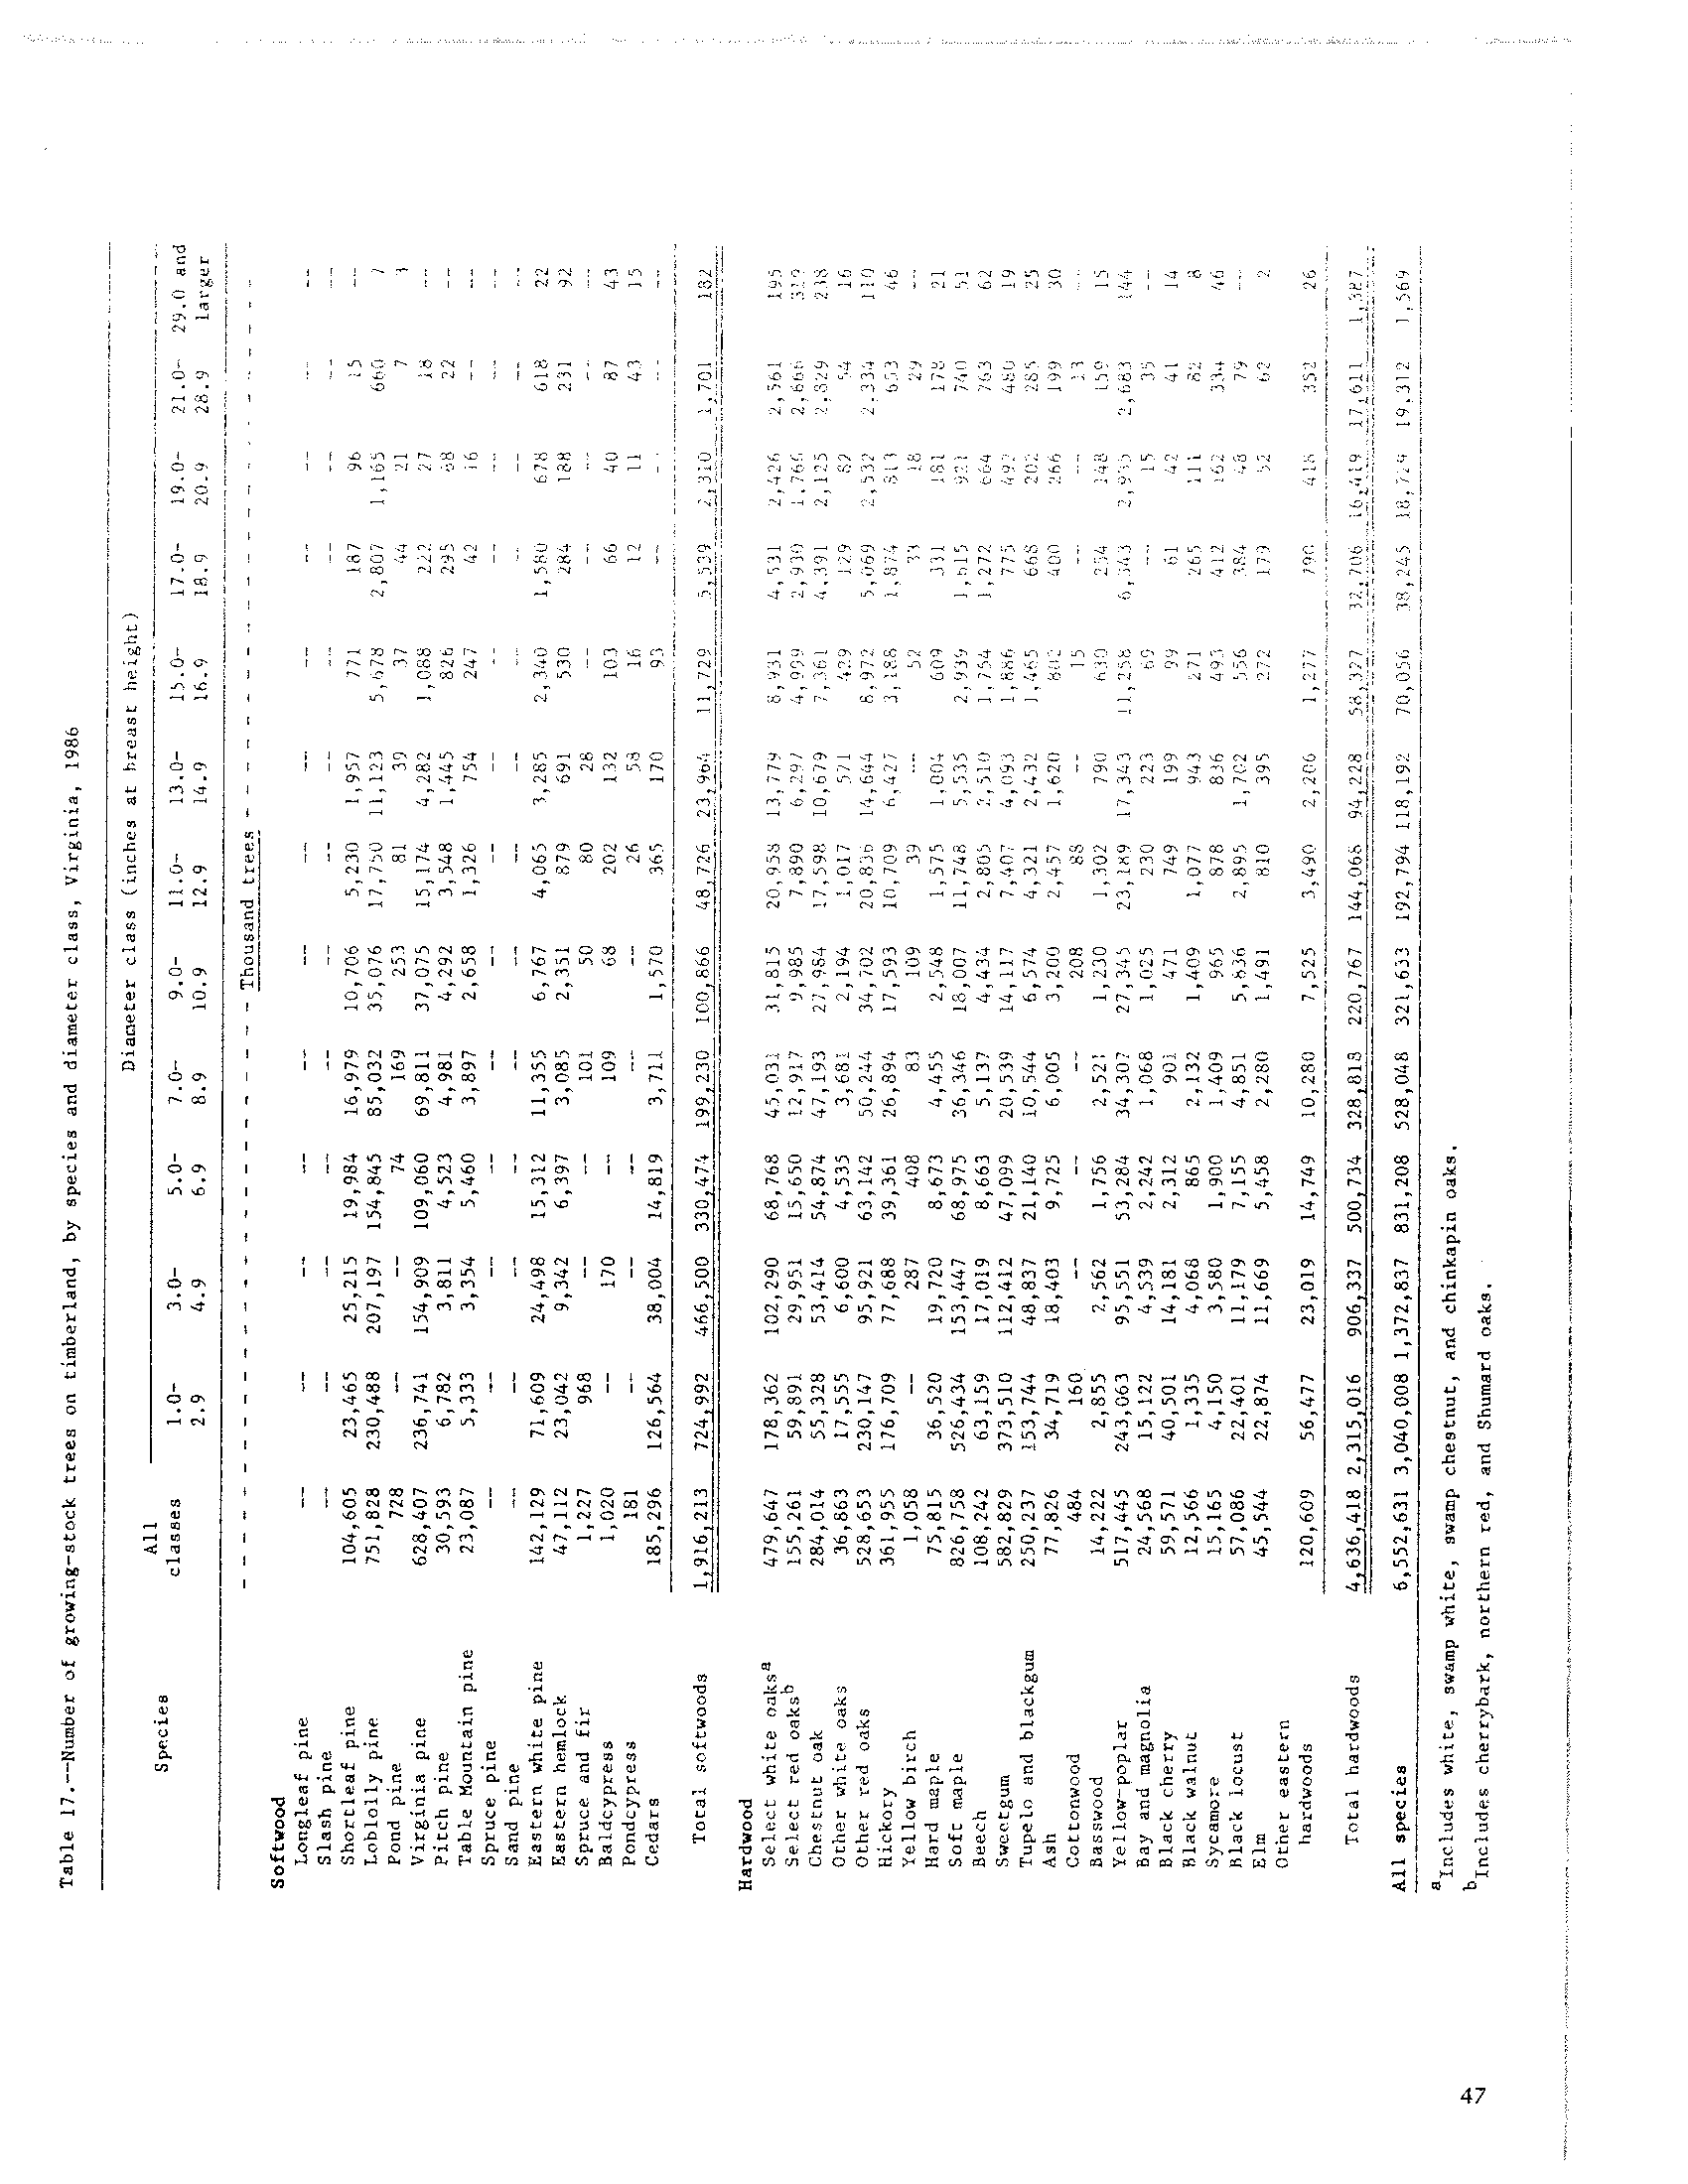 Table 17.--Number of growing-stock trees on timberland, by species and diameter class, Virginia, 1986
Diameter class (inches at breast height)
Species All classes 1.0-2.9 3.0-4.9 5.0-6.9 7.0-8.9 9.0-10.9 11.0-12.9 13.0-14.9 15.0-16.9 17.0-18.9 19.0-20.9 21.0-28.9 29.0 and larger
- - - Thousand trees - - -
Softwood
Longleaf pine -- -- -- -- -- -- -- -- -- -- -- -- --
Slash pine -- -- -- -- -- -- -- -- -- -- -- -- --
Shortleaf pine 104,605 23,465 25,215 19,984 16,979 10,706 5,230 1,957 771 187 96 15 --
Loblolly pine 751,828 230,488 207,197 154,845 85,032 35,076 17,750 11,123 5,678 2,807 1,165 660 7
Pond pine 728 -- -- 74 169 253 81 39 37 44 21 7 3
Virginia pine 628,407 236,741 154,909 109,060 69,811 37,075 15,174 4,282 1,088 222 27 18 --
Pitch pine 30,593 6,782 3,811 4,523 4,981 4,292 3,548 1,445 826 295 68 22 --
Table Mountain pine 23,087 5,333 3,354 5,460 3,897 2,658 1,326 754 247 42 16 -- --
Spruce pine -- -- -- -- -- -- -- -- -- -- -- -- --
Sand pine -- -- -- -- -- -- -- -- -- -- -- -- --
Eastern white pine 142,129 71,609 24,498 15,312 11,355 6,767 4,065 3,285 2,340 1,580 678 618 22
Eastern hemlock 47,112 23,042 9,342 6,397 3,085 2,351 879 691 530 284 188 231 92
Spruce and fir 1,227 968 -- -- 101 50 80 28 -- -- -- -- --
Baldcypress 1,020 -- 170 -- 109 68 202 132 103 66 40 87 43
Pondcypress 181 -- -- -- -- -- 26 58 16 12 11 43 15
Cedars 185,296 126,564 38,004 14,819 3,711 1,570 365 170 93 -- -- -- --
Total softwoods 1,916,213 724,992 466,500 330,474 199,230 100,866 48,726 23,964 11,729 5,539 2,310 1,701 182
Hardwood
Select white oaks a 479,647 178,362 102,290 68,768 45,031 31,815 20,958 13,779 8,931 4,531 2,426 2,561 195
Select red oaks b 155,261 59,891 29,951 15,650 12,917 9,985 7,890 6,297 4,999 2,930 1,766 2,666
Chestnut oak 284,014 55,328 53,414 54,874 47,193 27,984 17,598 10,679 7,361 4,391 2,125 2,829 238
Other white oaks 36,863 17,555 6,600 4,535 3,681 2,194 1,017 571 429 129 82 54 16
Other red oaks 528,653 230,147 95,921 63,142 50,244 34,702 20,836 14,644 8,972 5,069 2,532 2,334 110
Hickory 361,955 176,709 77,688 39,361 26,894 17,593 10,709 6,427 3,188 1,874 813 653 46
Yellow birch 1,058 -- 287 408 83 109 39 -- 52 33 18 29 --
Hard maple 75,815 36,520 19,720 8,673 4,455 2,548 1,575 1,004 609 331 181 178 21
Soft maple 826,758 526,434 153,447 68,975 36,346 18,007 11,748 5,535 2,939 1,615 921 740 51
Beech 108,242 63,159 17,019 8,663 5,137 4,434 2,805 2,510 1,754 1,272 664 763 62
Sweetgum 582,829 373,510 112,412 47,099 20,539 14,117 7,407 4,093 1,886 775 492 480 19
Tupelo and blackgum 250,237 153,744 48,837 21,140 10,544 6,574 4,321 2,432 1,465 668 202 285 25
Ash 77,826 34,719 18,403 9,725 6,005 3,200 2,457 1,620 802 400 266 199 30
Cottonwood 484 160 -- -- -- 208 88 -- 15 -- -- 13 --
Basswood 14,222 2,855 2,562 1,756 2,521 1,230 1,302 790 630 254 148 159 15
Yellow-poplar 517,445 243,063 95,551 53,284 34,307 27,345 23,189 17,343 11,258 6,343 2,935 2,683 144
Bay and magnolia 24,568 15,122 4,539 2,242 1,068 1,025 230 223 69 -- 15 35 --
Black cherry 59,571 40,501 14,181 2,312 901 471 749 199 99 61 42 41 14
Black walnut 12,566 1,335 4,068 865 2,132 1,409 1,077 943 271 265 111 82 8
Sycamore 15,165 4,150 3,580 1,900 1,409 965 878 836 493 412 162 334 46
Black locust 57,086 22,401 11,179 7,155 4,851 5,836 2,895 1,702 556 384 48 79 --
Elm 45,544 22,874 11,669 5,458 2,280 1,491 810 395 272 179 52 62 2
Other eastern
hardwoods 120,609 56,477 23,019 14,749 10,280 7,525 3,490 2,206 1,277 790 418 352 26
Total hardwoods 4,636,418 2,315,016 906,337 500,734 328,818 220,767 144,068 94,228 58,327 32,706 16,419 17,611 1,387
All species 6,552,631 3,040,008 1,372,837 831,208 528,048 321,633 192,794 118,192 70,056 38,245 18,729 19,312 1,569
a Includes white, swamp white, swamp chestnut, and chinkapin oaks.
b Includes cherrybark, northern red, and Shumard oaks.
47